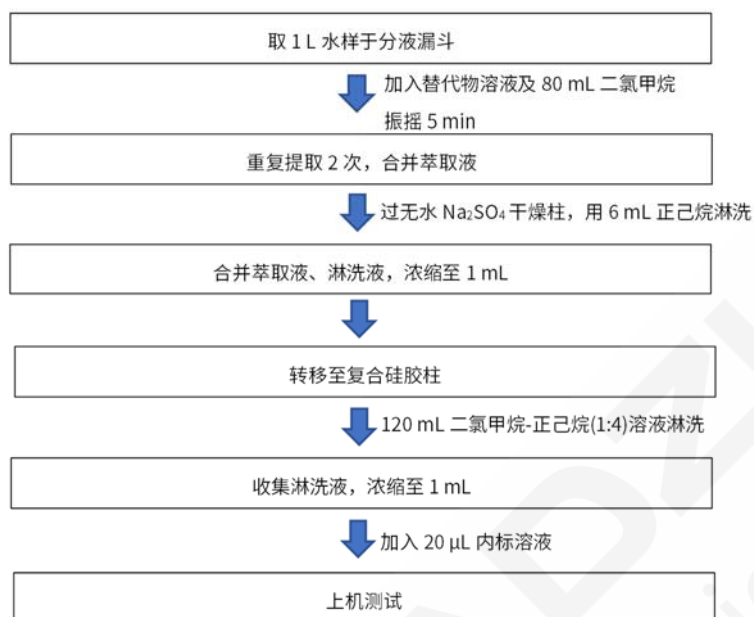 取 1 L 水样于分液漏斗
加入替代物溶液及 80 mL 二氯甲烷
振摇 5 min
重复提取 2 次，合并萃取液
过无水 Na₂SO₄ 干燥柱，用 6 mL 正己烷淋洗
合并萃取液、淋洗液，浓缩至 1 mL
转移至复合硅胶柱
120 mL 二氯甲烷-正己烷(1:4)溶液淋洗
收集淋洗液，浓缩至 1 mL
加入 20 μL 内标溶液
上机测试